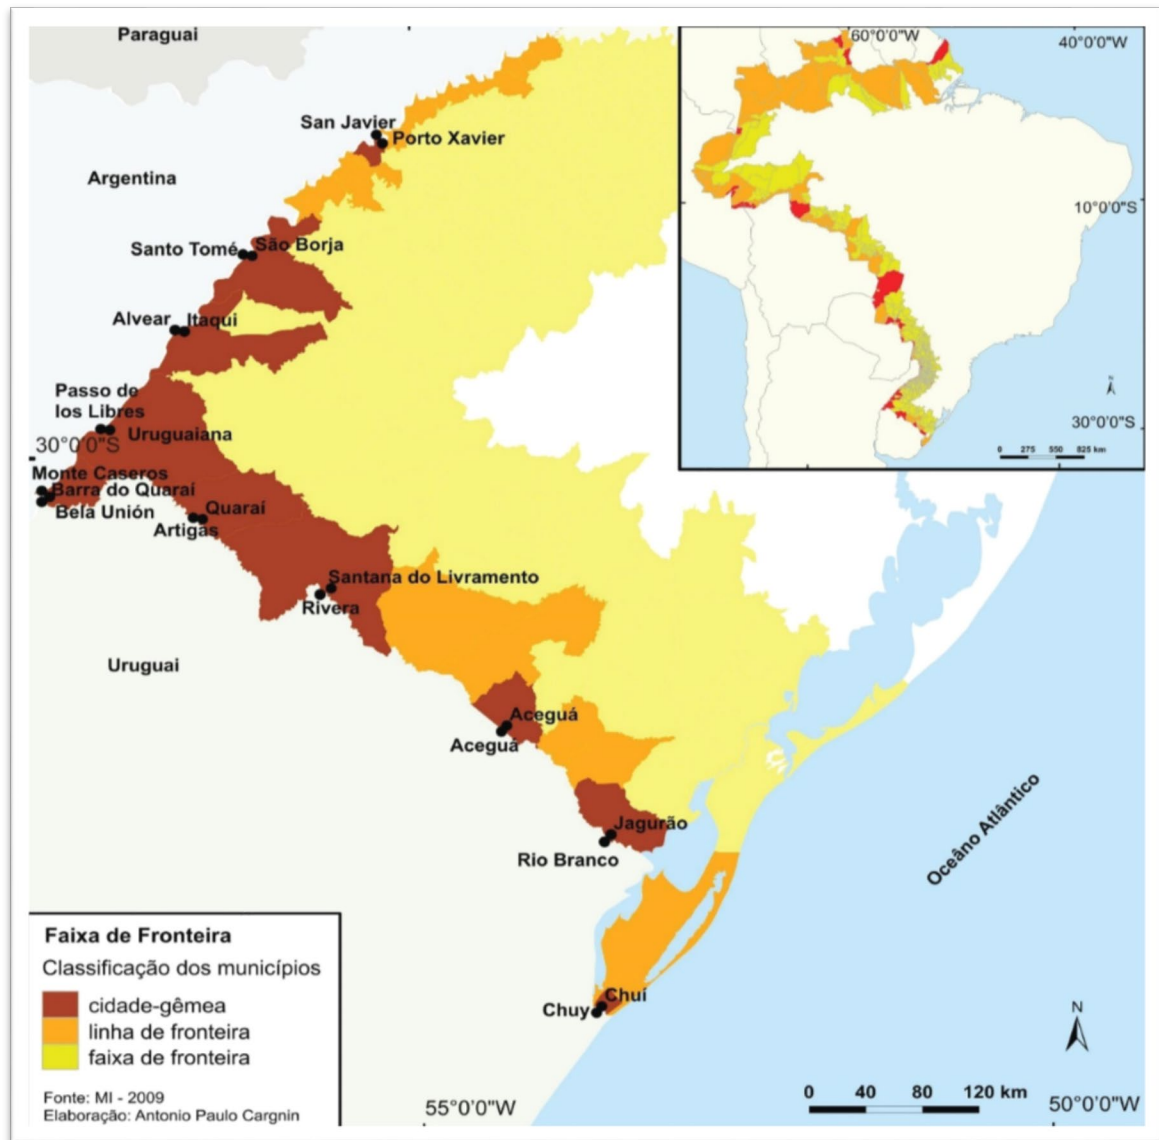 Paraguai
60°0'0"W
40°0'0"W
San Javier
Porto Xavier
Argentina
10°0'0"S
Santo Tomé
São Borja
Alvear
Itaqui
Passo de
los Libres
Uruguaiana
30°0'0"S
30°0'0"S
N
0 275 550 825 km
Monte Caseros
Barra do Quaraí
Bela Unión
Quaraí
Artigas
Santana do Livramento
Rivera
Uruguai
Aceguá
Aceguá
Jagurão
Rio Branco
Oceâno Atlântico
Chuí
Chuy
Faixa de Fronteira
Classificação dos municípios
cidade-gêmea
linha de fronteira
faixa de fronteira
Fonte: MI - 2009
Elaboração: Antonio Paulo Cargnin
N
0 40 80 120 km
55°0'0"W
50°0'0"W